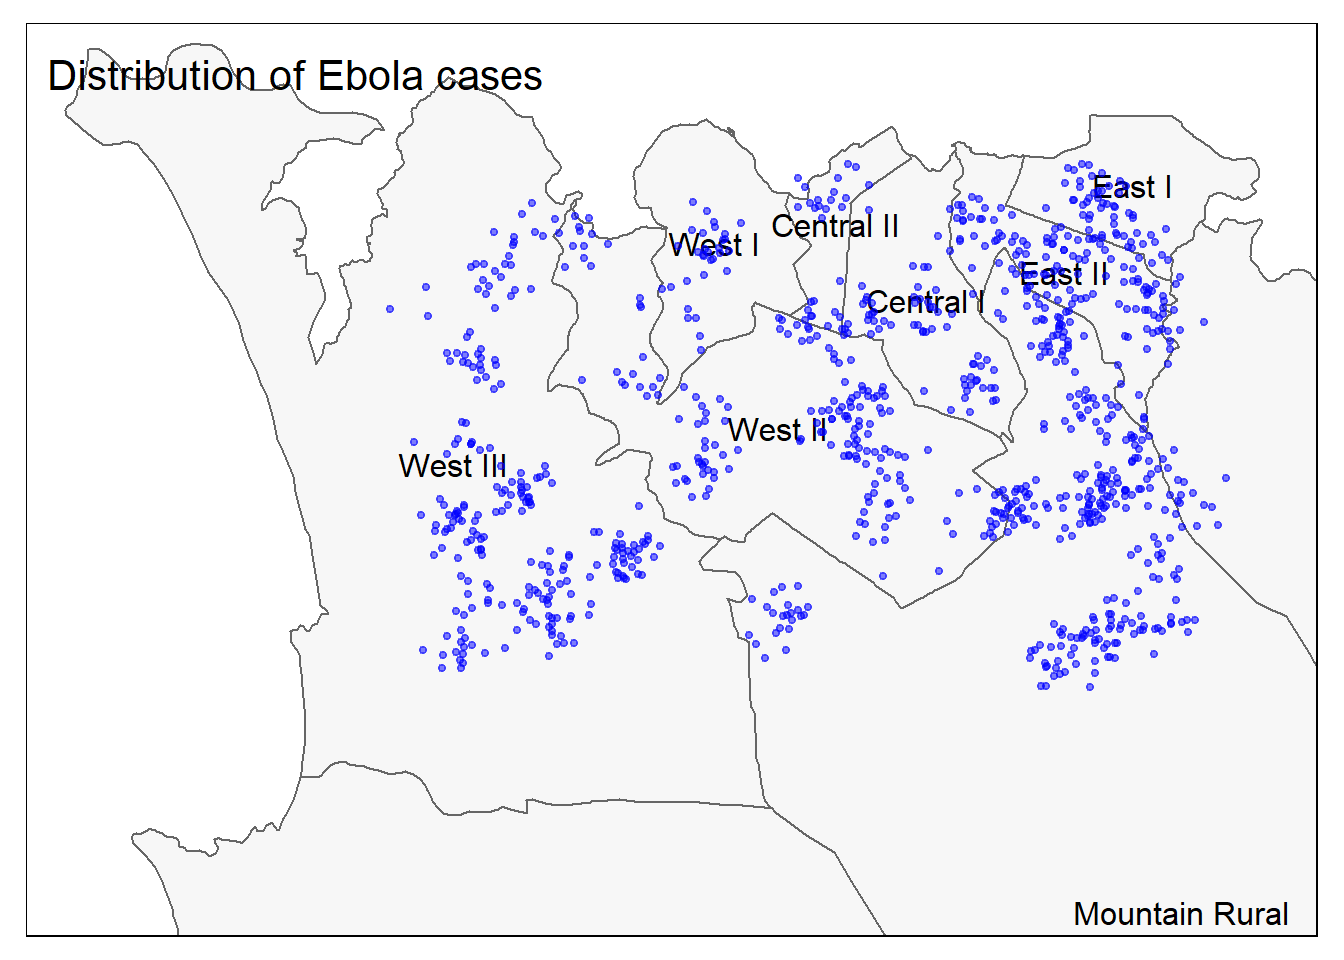 Distribution of Ebola cases
East I
Central II
West I
East II
Central I
West II
West III
Mountain Rural